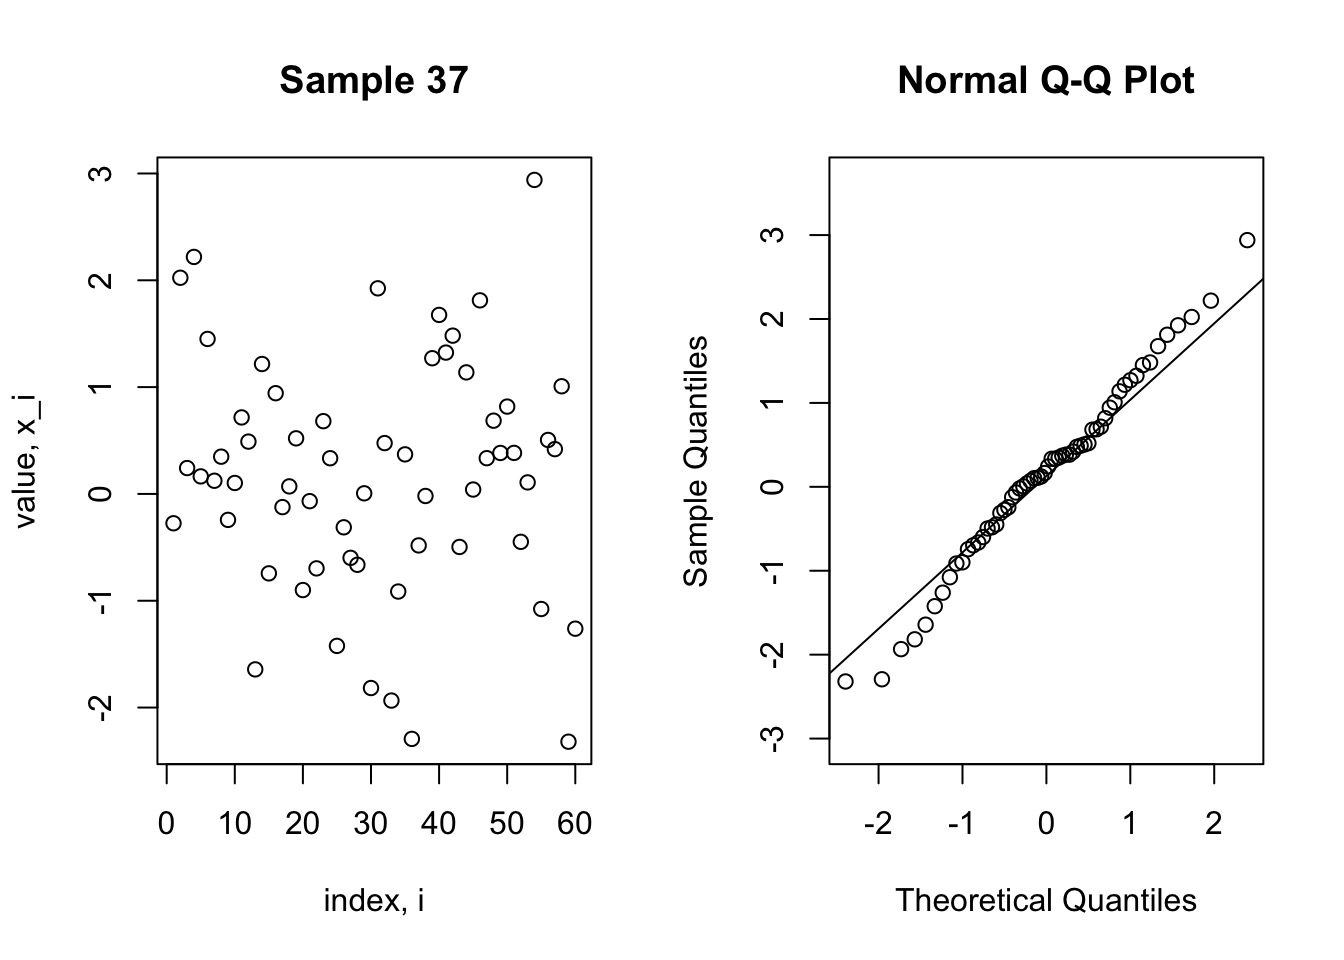 Sample 37
value, x_i
3
2
1
0
-1
-2
0 10 20 30 40 50 60
index, i
Normal Q-Q Plot
Sample Quantiles
3
2
1
0
-1
-2
-3
-2 -1 0 1 2
Theoretical Quantiles